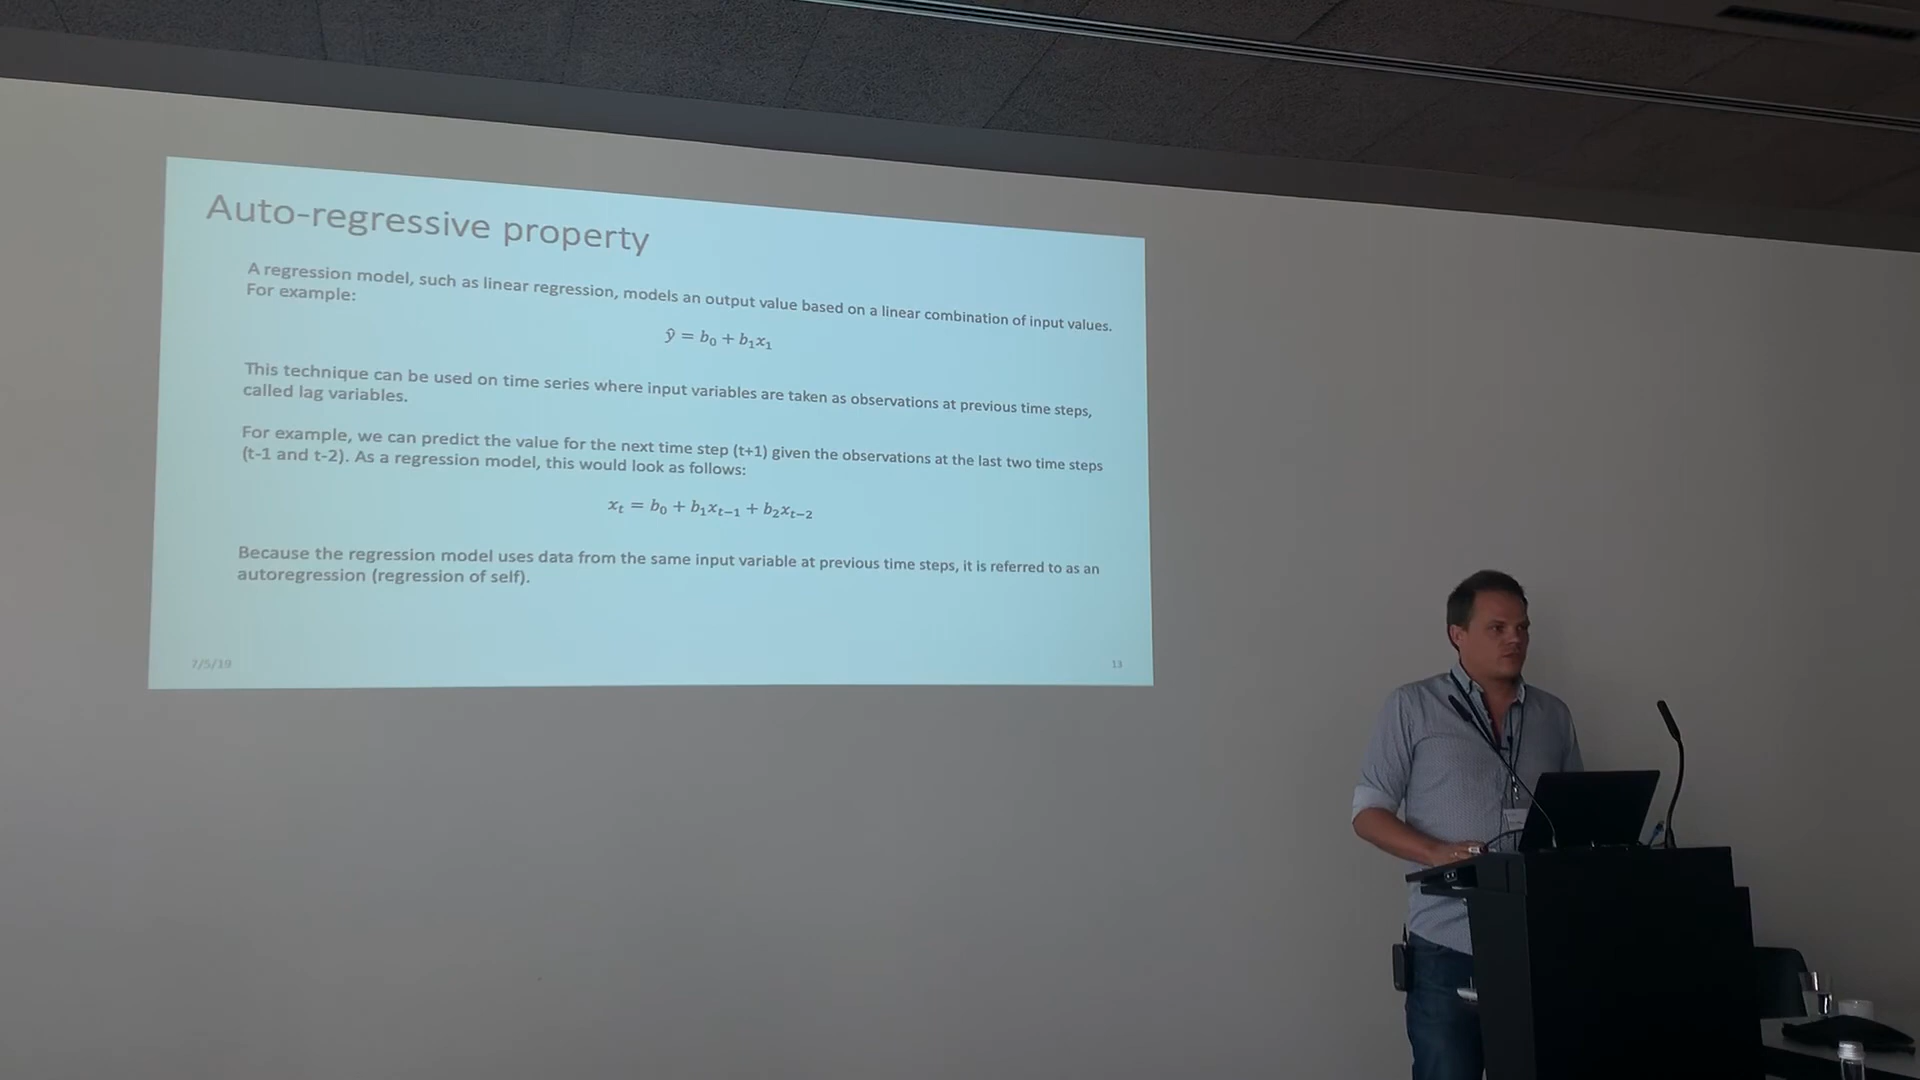 Auto-regressive property
A regression model, such as linear regression, models an output value based on a linear combination of input values.
For example:
ŷ = b₀ + b₁x₁
This technique can be used on time series where input variables are taken as observations at previous time steps,
called lag variables.
For example, we can predict the value for the next time step (t+1) given the observations at the last two time steps
(t-1 and t-2). As a regression model, this would look as follows:
xₜ = b₀ + b₁xₜ₋₁ + b₂xₜ₋₂
Because the regression model uses data from the same input variable at previous time steps, it is referred to as an
autoregression (regression of self).
7/5/19
13